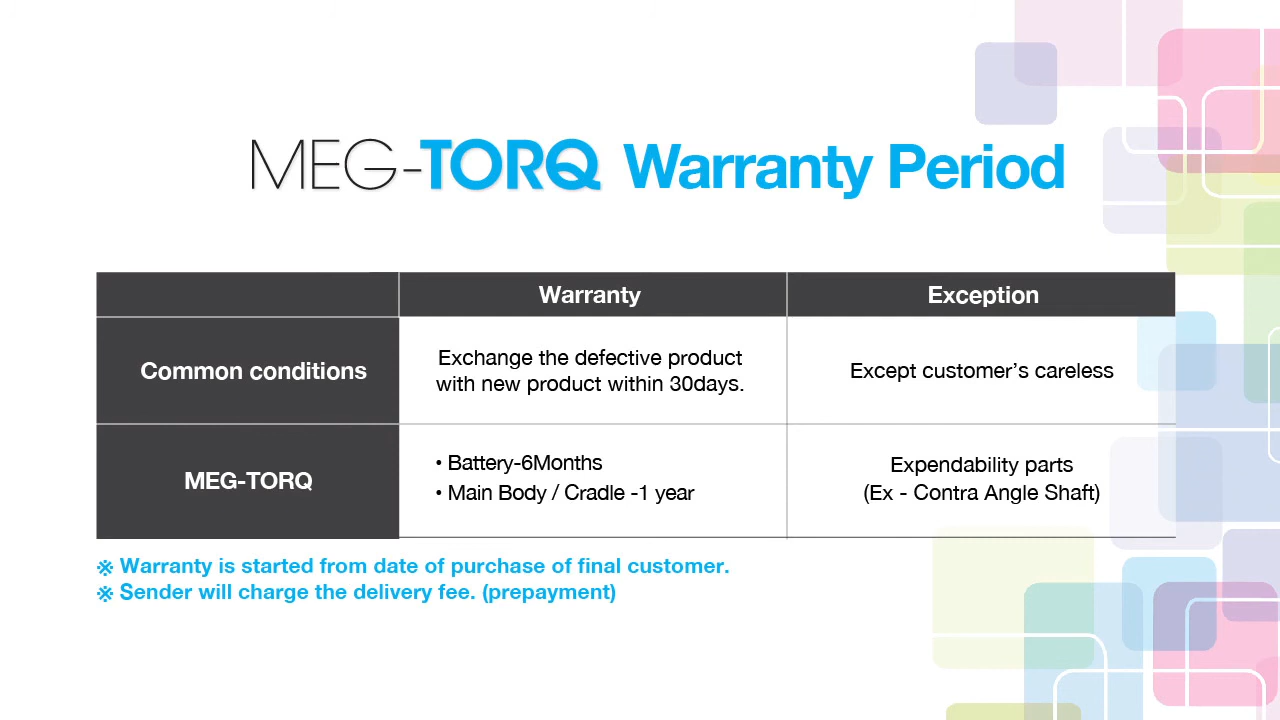 MEG-TORQ Warranty Period
Warranty
Exception
Common conditions
Exchange the defective product
with new product within 30days.
Except customer’s careless
MEG-TORQ
• Battery-6Months
• Main Body / Cradle -1 year
Expendability parts
(Ex - Contra Angle Shaft)
※ Warranty is started from date of purchase of final customer.
※ Sender will charge the delivery fee. (prepayment)